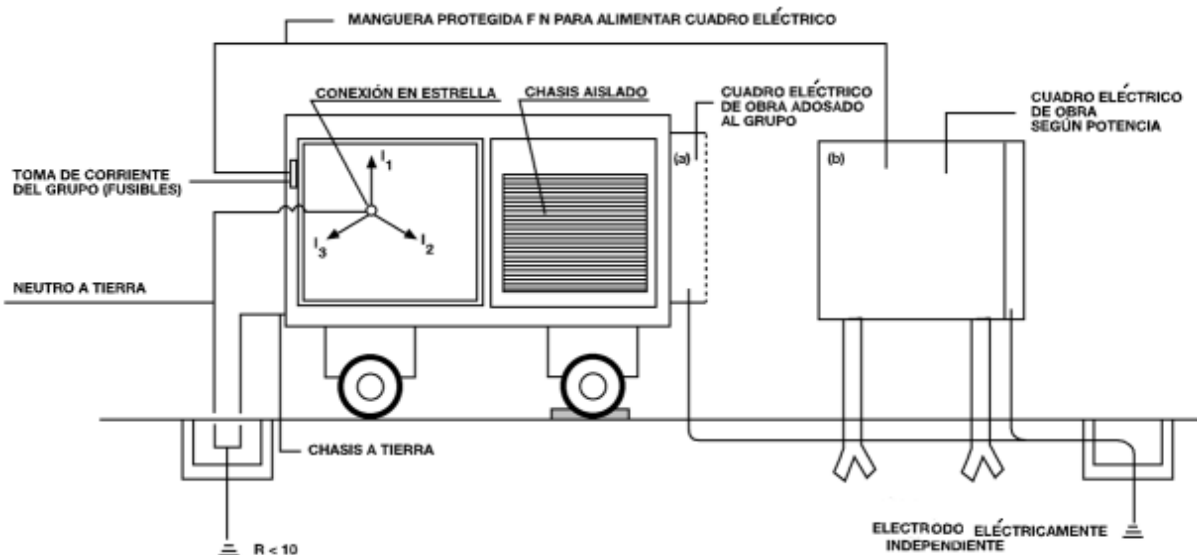 MANGUERA PROTEGIDA F N PARA ALIMENTAR CUADRO ELÉCTRICO
CONEXIÓN EN ESTRELLA
CHASIS AISLADO
CUADRO ELÉCTRICO
DE OBRA ADOSADO
AL GRUPO
CUADRO ELÉCTRICO
DE OBRA
SEGÚN POTENCIA
TOMA DE CORRIENTE
DEL GRUPO (FUSIBLES)
I1
I2
I3
(a)
(b)
NEUTRO A TIERRA
CHASIS A TIERRA
R < 10
ELECTRODO ELÉCTRICAMENTE
INDEPENDIENTE